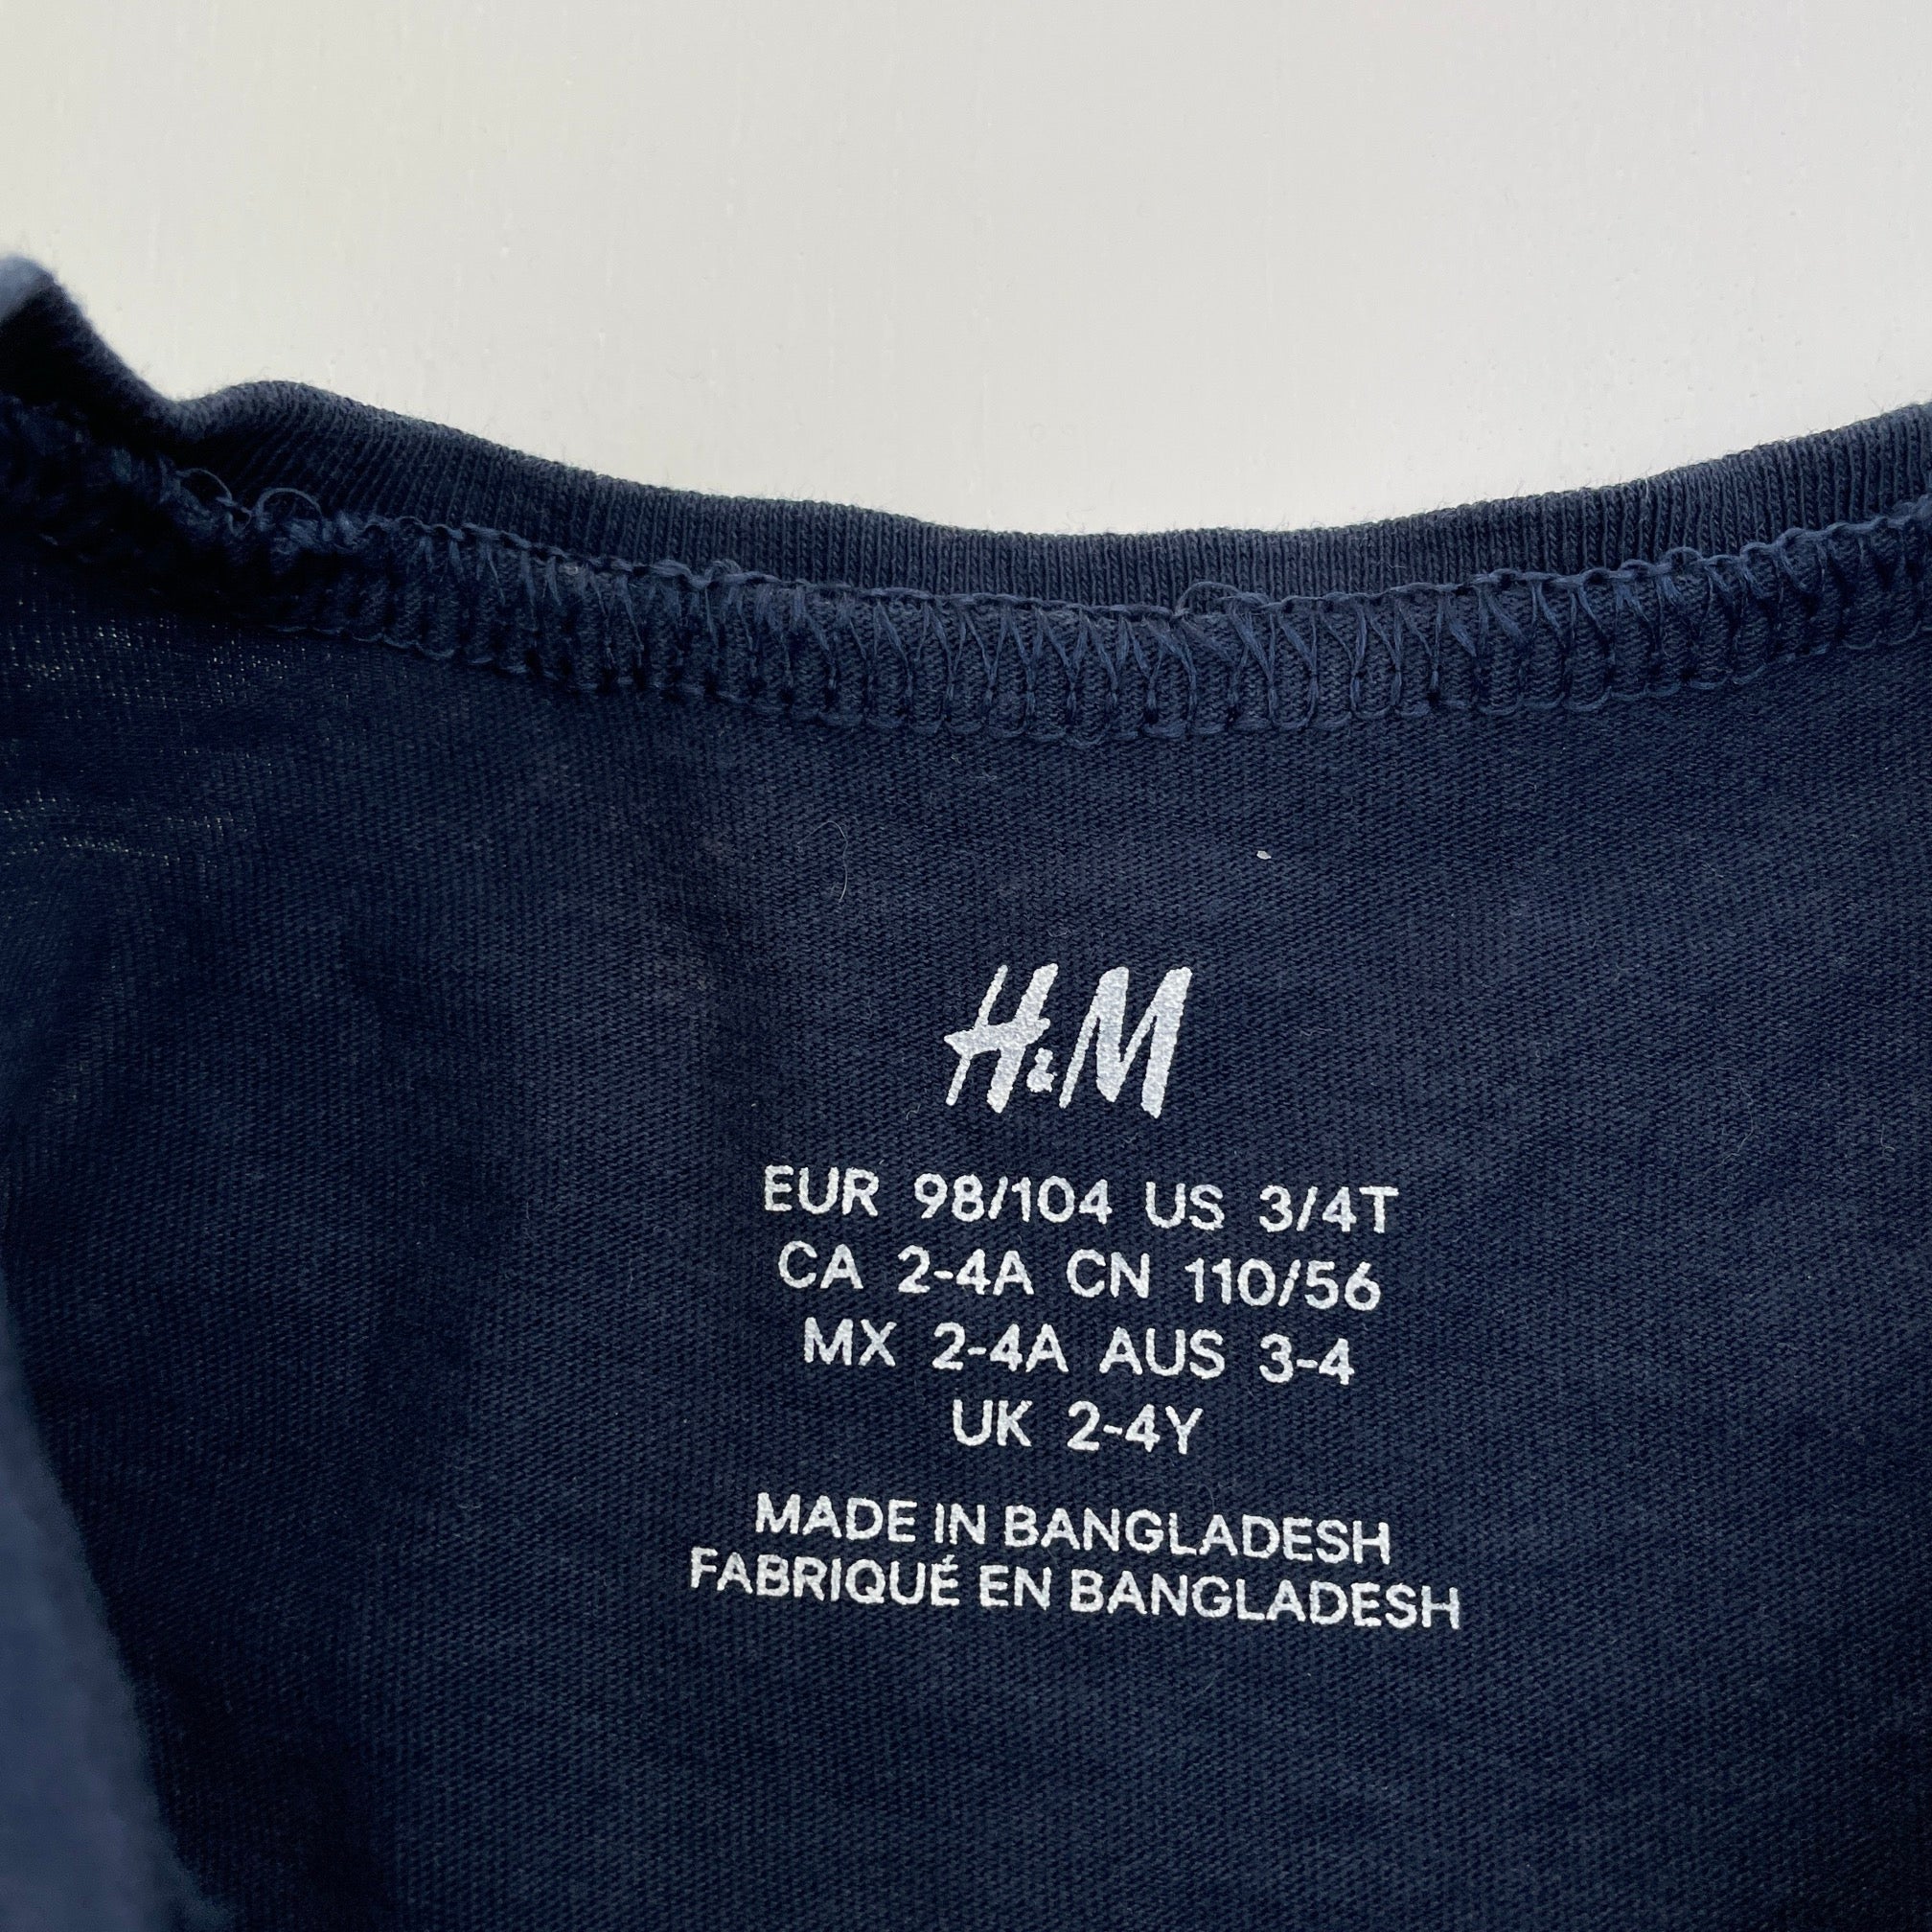 H&M
EUR 98/104 US 3/4T
CA 2-4A CN 110/56
MX 2-4A AUS 3-4
UK 2-4Y
MADE IN BANGLADESH
FABRIQUÉ EN BANGLADESH